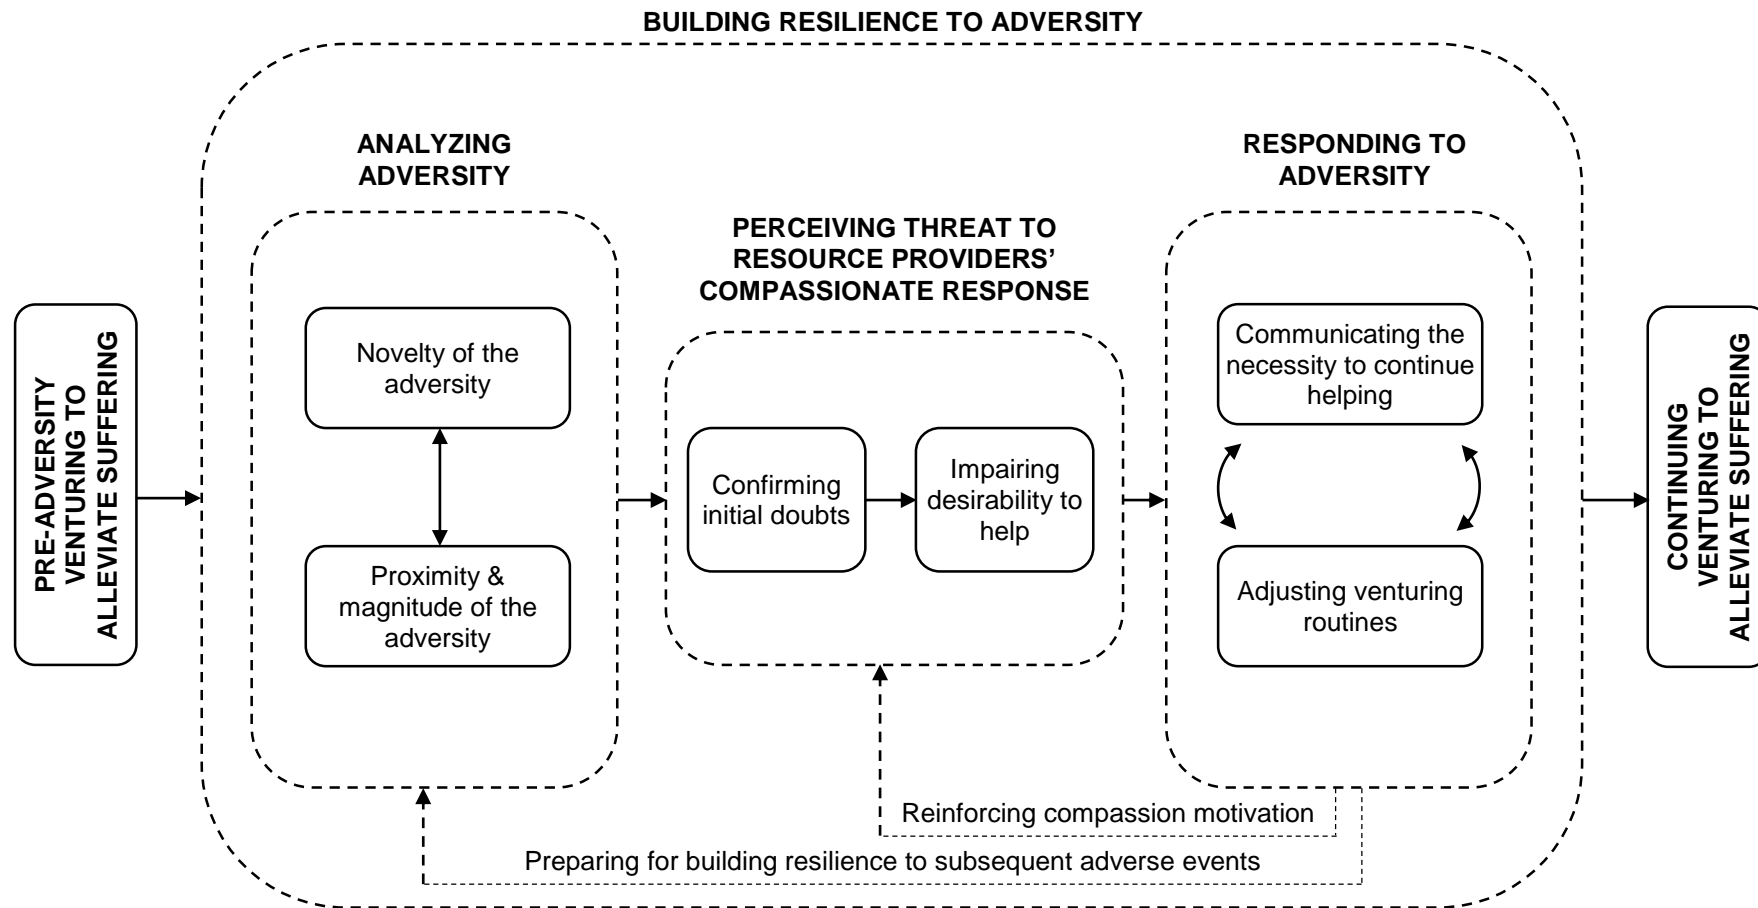 BUILDING RESILIENCE TO ADVERSITY
PRE-ADVERSITY
VENTURING TO
ALLEVIATE SUFFERING
ANALYZING
ADVERSITY
Novelty of the
adversity
Proximity &
magnitude of the
adversity
PERCEIVING THREAT TO
RESOURCE PROVIDERS’
COMPASSIONATE RESPONSE
Confirming
initial doubts
Impairing
desirability to
help
RESPONDING TO
ADVERSITY
Communicating the
necessity to continue
helping
Adjusting venturing
routines
Reinforcing compassion motivation
Preparing for building resilience to subsequent adverse events
CONTINUING
VENTURING TO
ALLEVIATE SUFFERING